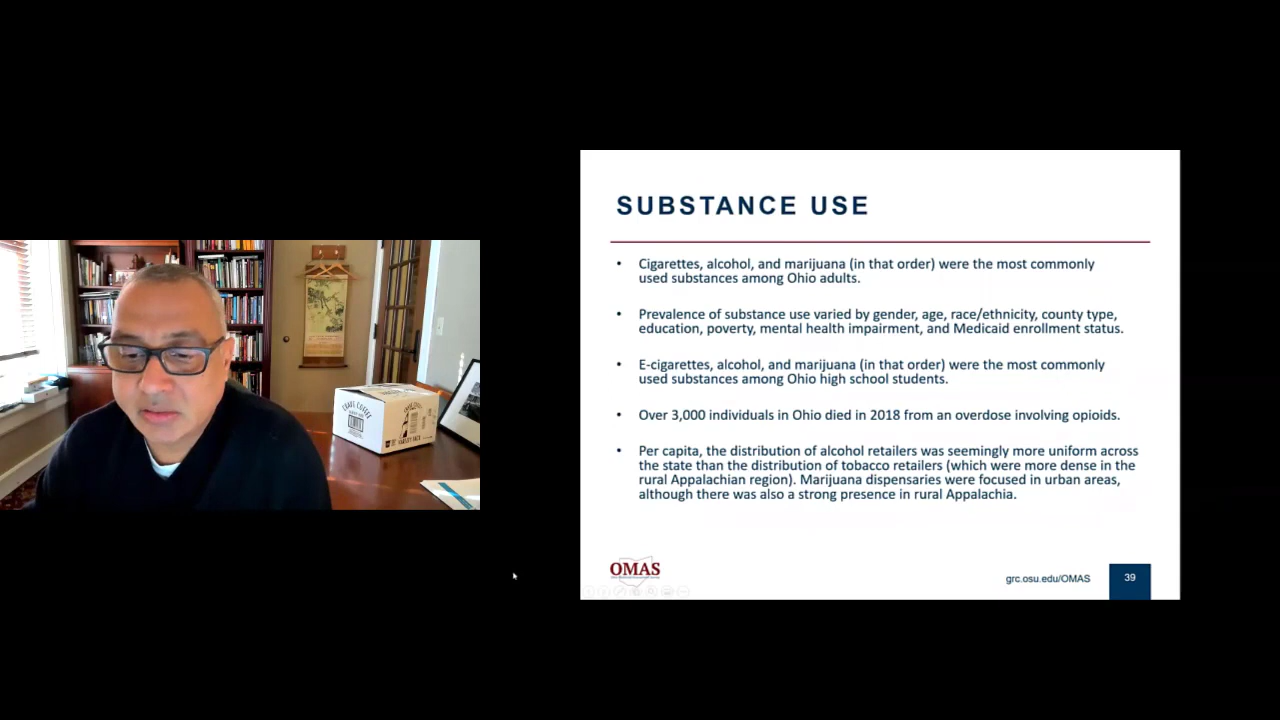 SUBSTANCE USE
• Cigarettes, alcohol, and marijuana (in that order) were the most commonly
used substances among Ohio adults.
• Prevalence of substance use varied by gender, age, race/ethnicity, county type,
education, poverty, mental health impairment, and Medicaid enrollment status.
• E-cigarettes, alcohol, and marijuana (in that order) were the most commonly
used substances among Ohio high school students.
• Over 3,000 individuals in Ohio died in 2018 from an overdose involving opioids.
• Per capita, the distribution of alcohol retailers was seemingly more uniform across
the state than the distribution of tobacco retailers (which were more dense in the
rural Appalachian region). Marijuana dispensaries were focused in urban areas,
although there was also a strong presence in rural Appalachia.
OMAS
grc.osu.edu/OMAS
39
CRAFT COFFEE
VARIETY PACK